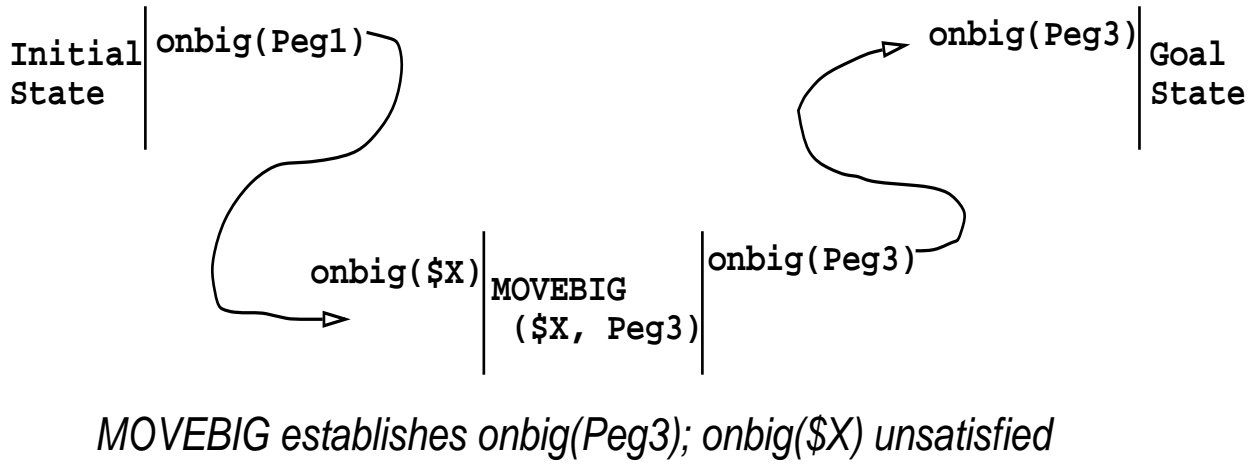 Initial
State
onbig(Peg1)
onbig(Peg3)
Goal
State
onbig($X)
MOVEBIG
($X, Peg3)
onbig(Peg3)
MOVEBIG establishes onbig(Peg3); onbig($X) unsatisfied